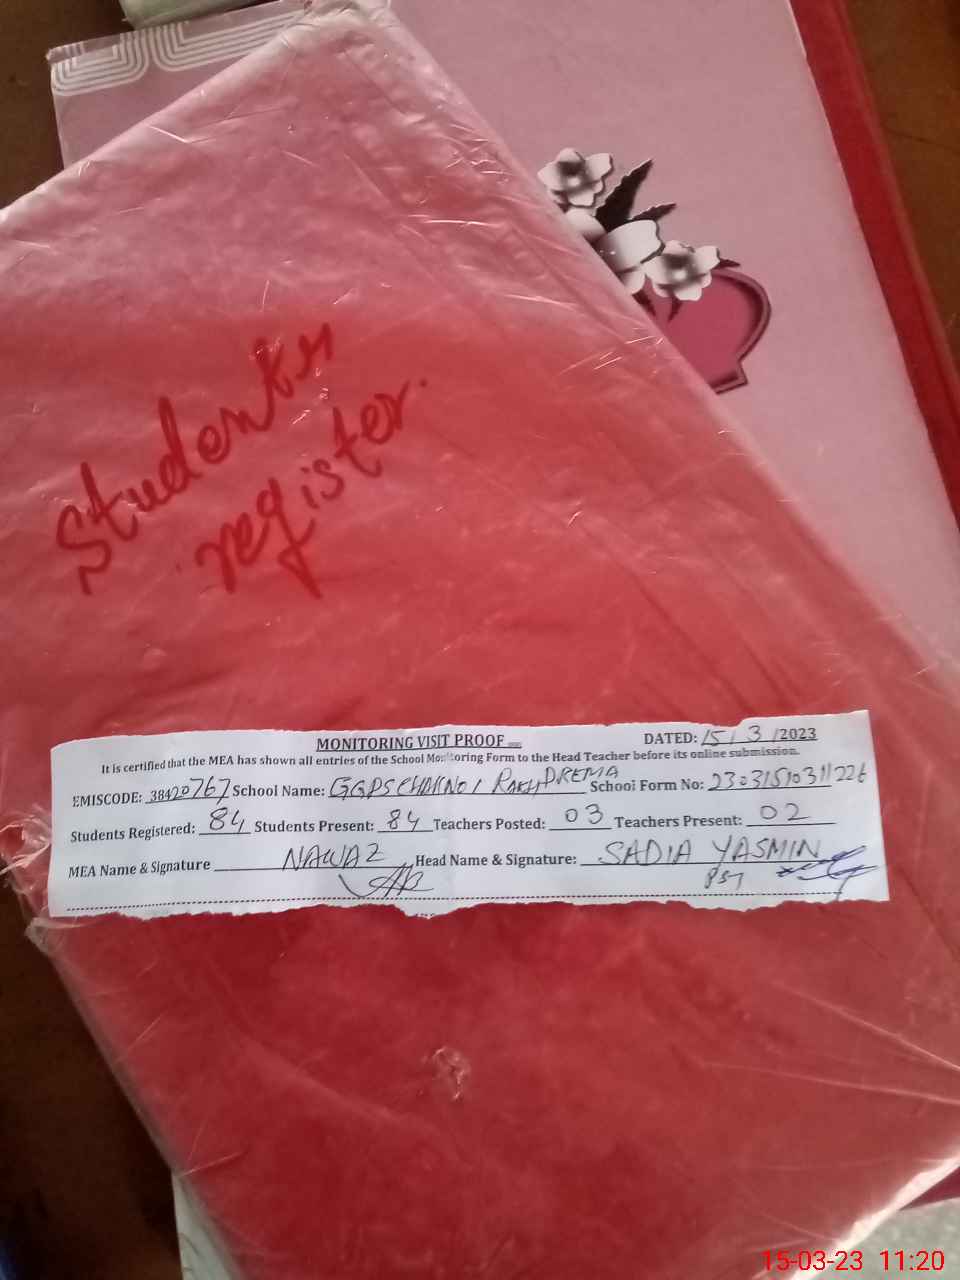 Students
register.
MONITORING VISIT PROOF
DATED: 15/3/2023
It is certified that the MEA has shown all entries of the School Monitoring Form to the Head Teacher before its online submission.
EMISCODE: 38420767 School Name: GGPS CHAK NO 1 RAKH DREMA School Form No:
Students Registered: 84 Students Present: 84 Teachers Posted: 03 Teachers Present: 02
MEA Name & Signature NAWAZ Head Name & Signature: SADIA YASMIN
PST
15-03-23 11:20